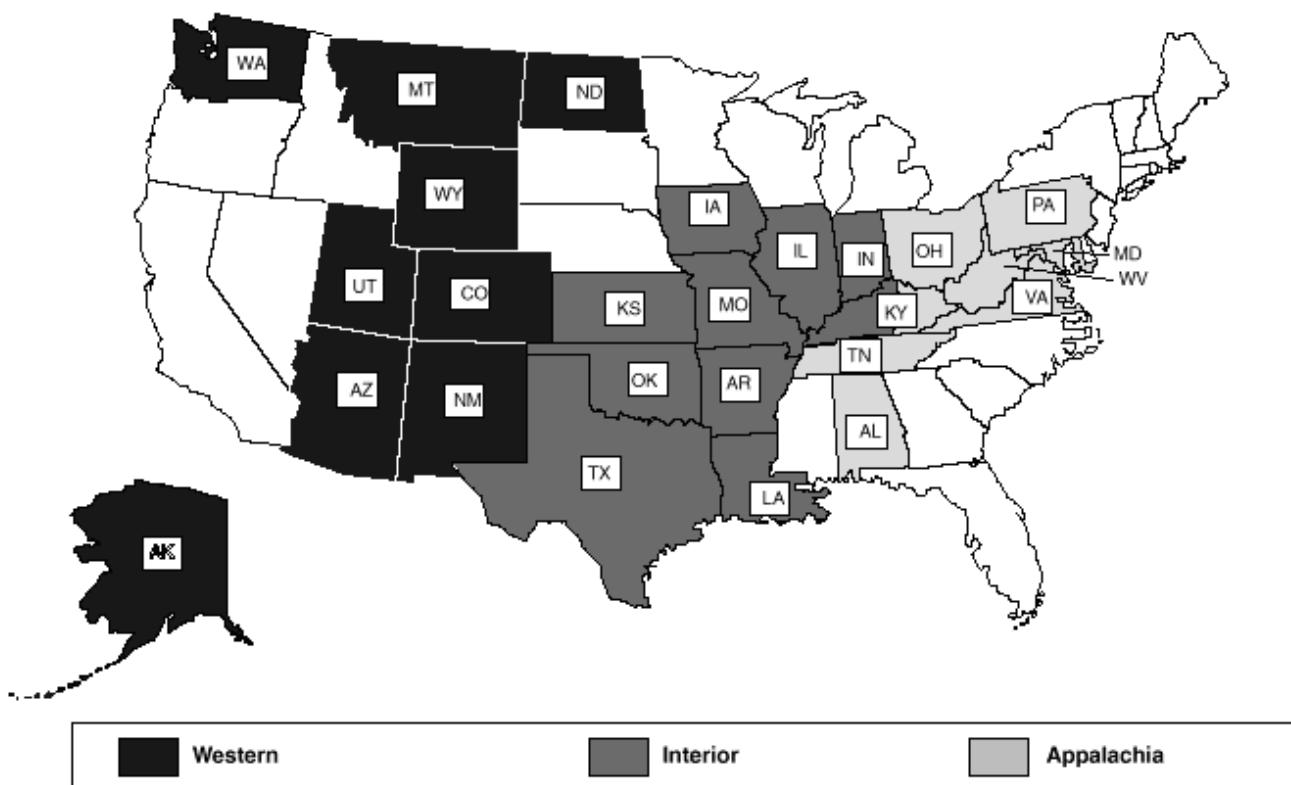 WA
MT
ND
WY
IA
PA
IL
IN
OH
MD
WV
UT
CO
KS
MO
KY
VA
TN
AZ
NM
OK
AR
AL
TX
LA
AK
Western
Interior
Appalachia